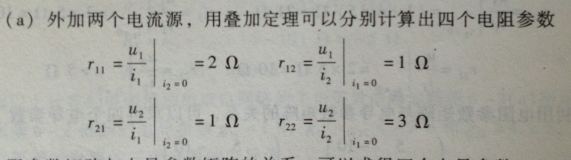 (a) 外加两个电流源，用叠加定理可以分别计算出四个电阻参数
r₁₁ = u₁/i₁ |i₂=0 = 2 Ω r₁₂ = u₁/i₂ |i₁=0 = 1 Ω
r₂₁ = u₂/i₁ |i₂=0 = 1 Ω r₂₂ = u₂/i₂ |i₁=0 = 3 Ω